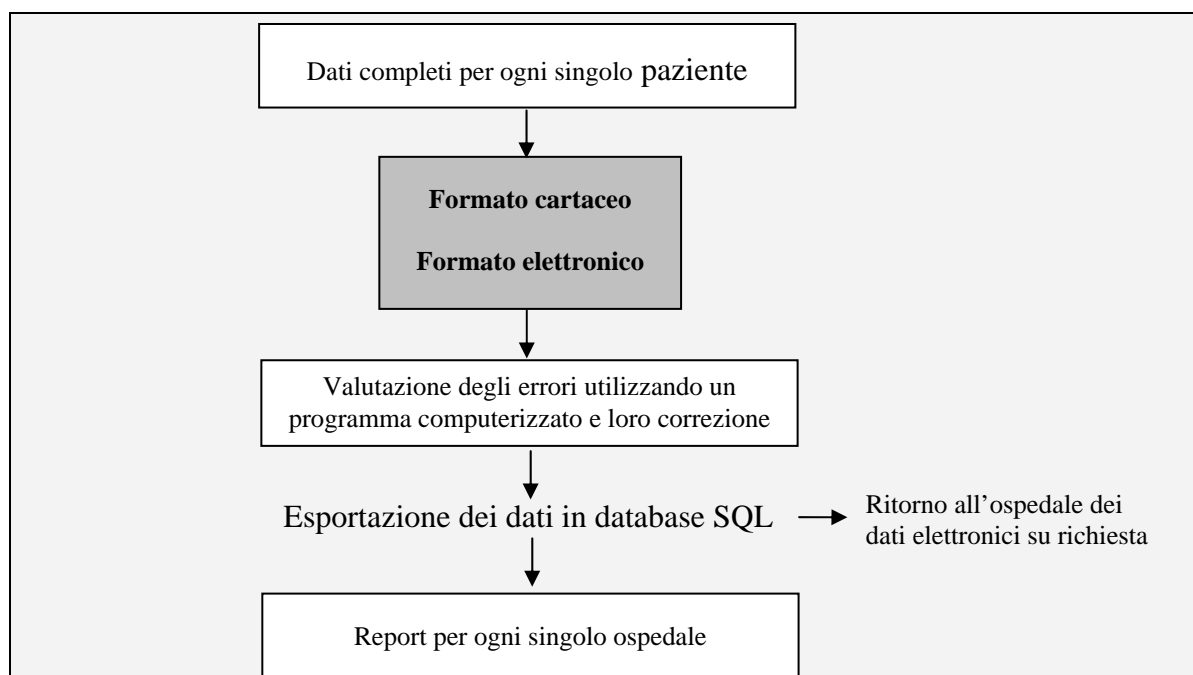 Dati completi per ogni singolo paziente
Formato cartaceo
Formato elettronico
Valutazione degli errori utilizzando un
programma computerizzato e loro correzione
Esportazione dei dati in database SQL
Ritorno all’ospedale dei
dati elettronici su richiesta
Report per ogni singolo ospedale